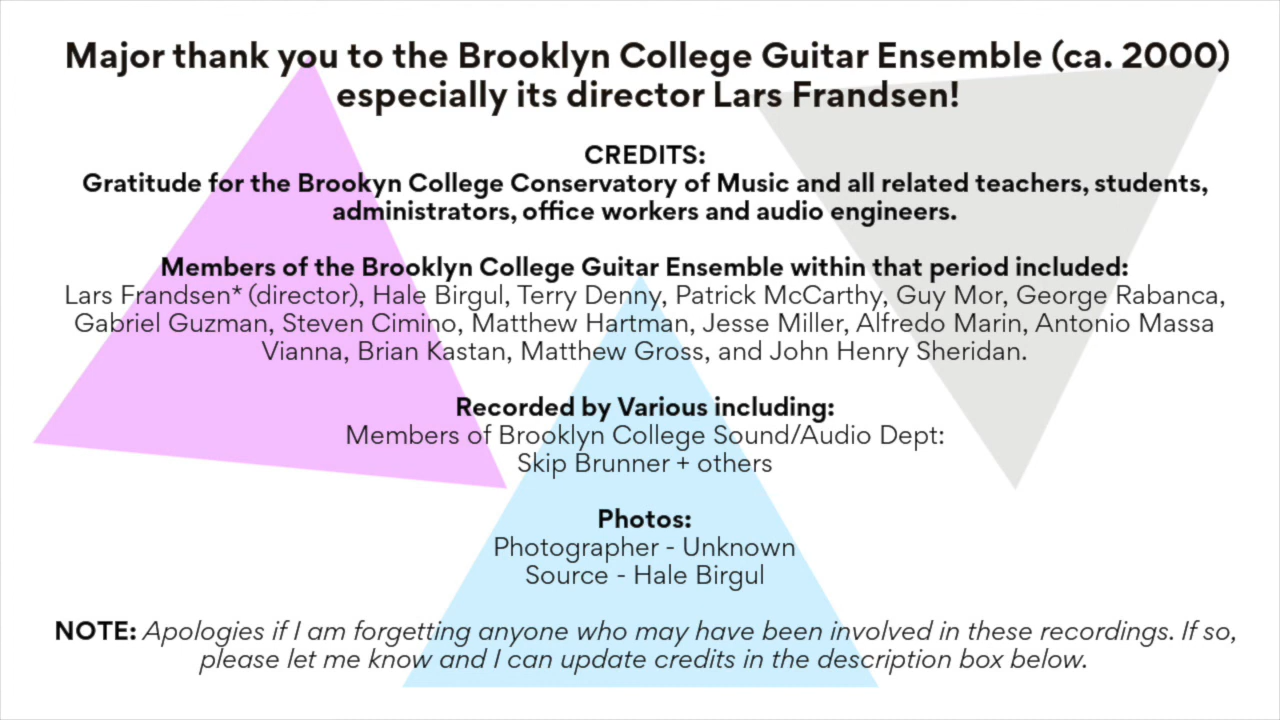 Major thank you to the Brooklyn College Guitar Ensemble (ca. 2000)
especially its director Lars Frandsen!
CREDITS:
Gratitude for the Brookyn College Conservatory of Music and all related teachers, students,
administrators, office workers and audio engineers.
Members of the Brooklyn College Guitar Ensemble within that period included:
Lars Frandsen* (director), Hale Birgul, Terry Denny, Patrick McCarthy, Guy Mor, George Rabanca,
Gabriel Guzman, Steven Cimino, Matthew Hartman, Jesse Miller, Alfredo Marin, Antonio Massa
Vianna, Brian Kastan, Matthew Gross, and John Henry Sheridan.
Recorded by Various including:
Members of Brooklyn College Sound/Audio Dept:
Skip Brunner + others
Photos:
Photographer - Unknown
Source - Hale Birgul
NOTE: Apologies if I am forgetting anyone who may have been involved in these recordings. If so,
please let me know and I can update credits in the description box below.